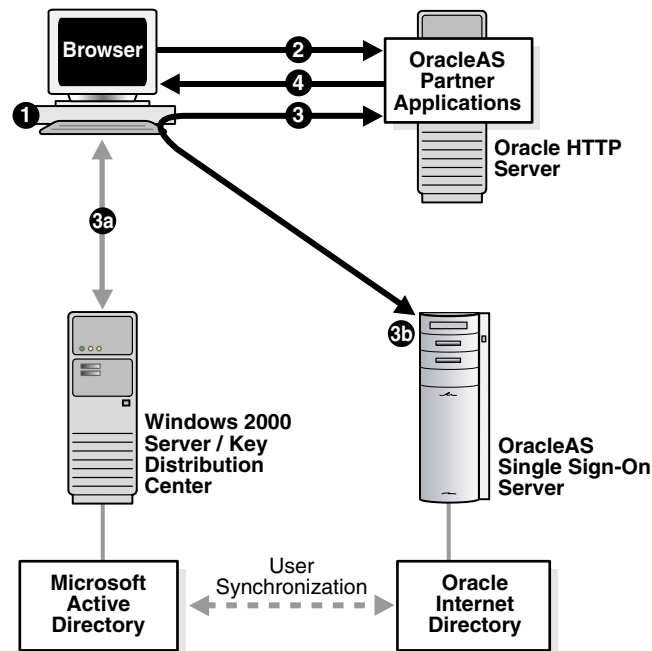 Browser
2
OracleAS
Partner
Applications
4
1
3
Oracle HTTP
Server
3a
3b
Windows 2000
Server / Key
Distribution
Center
OracleAS
Single Sign-On
Server
User
Synchronization
Microsoft
Active
Directory
Oracle
Internet
Directory